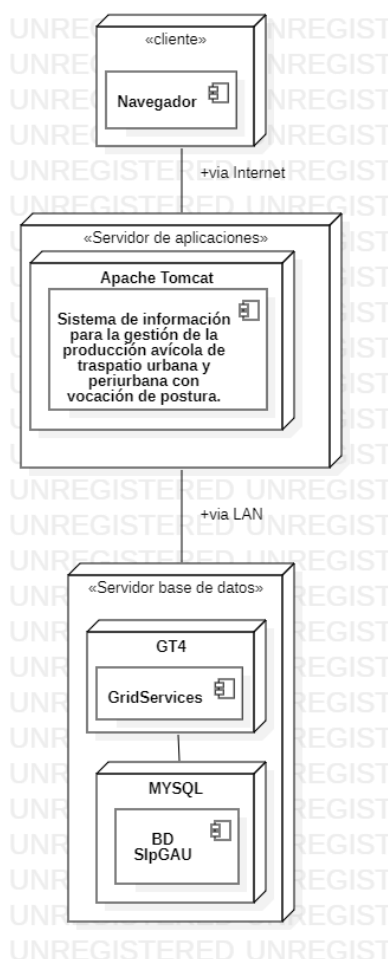 «cliente»
Navegador
+via Internet
«Servidor de aplicaciones»
Apache Tomcat
Sistema de información
para la gestión de la
producción avícola de
traspatio urbana y
periurbana con
vocación de postura.
+via LAN
«Servidor base de datos»
GT4
GridServices
MYSQL
BD
SIpGAU
UNREGISTERED UNREGIST